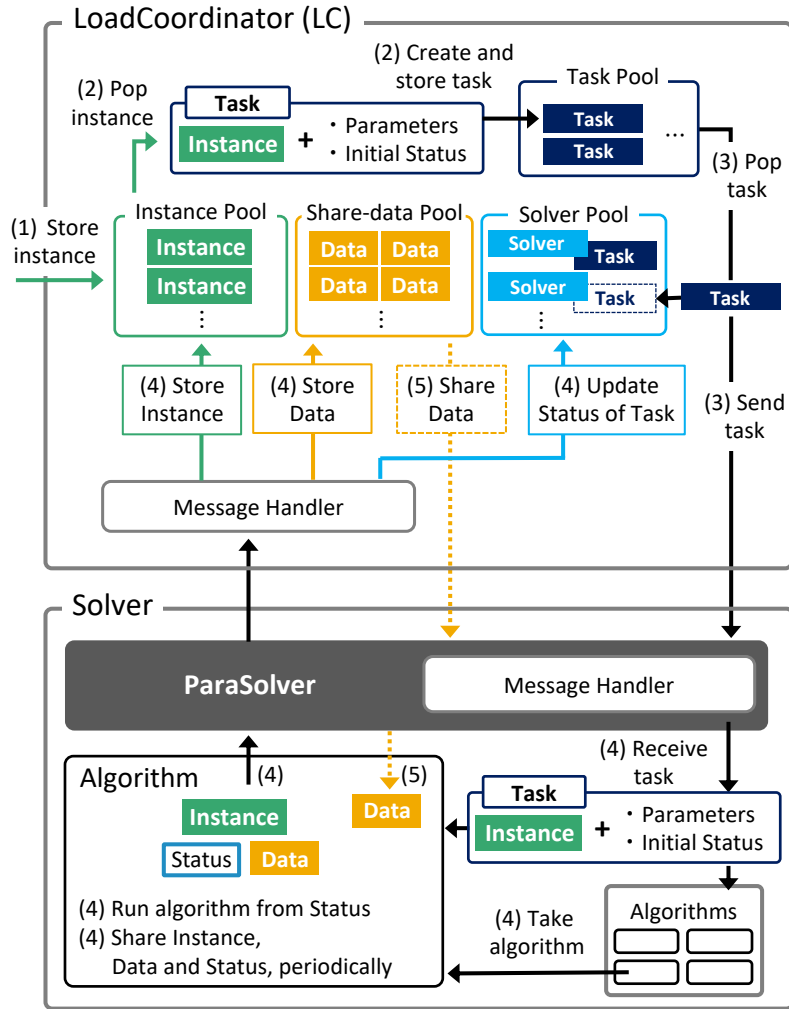 LoadCoordinator (LC)
(2) Pop
instance
Task
Instance
+
・Parameters
・Initial Status
(2) Create and
store task
Task Pool
Task
Task
...
(3) Pop
task
(1) Store
instance
Instance Pool
Instance
Instance
⋮
Share-data Pool
Data Data
Data Data
⋮
Solver Pool
Solver
Task
Solver
Task
⋮
Task
(4) Store
Instance
(4) Store
Data
(5) Share
Data
(4) Update
Status of Task
(3) Send
task
Message Handler
Solver
ParaSolver
Message Handler
Algorithm
(4)
(5)
Instance
Data
Status
Data
(4) Run algorithm from Status
(4) Share Instance,
Data and Status, periodically
(4) Receive
task
Task
Instance
+
・Parameters
・Initial Status
(4) Take
algorithm
Algorithms